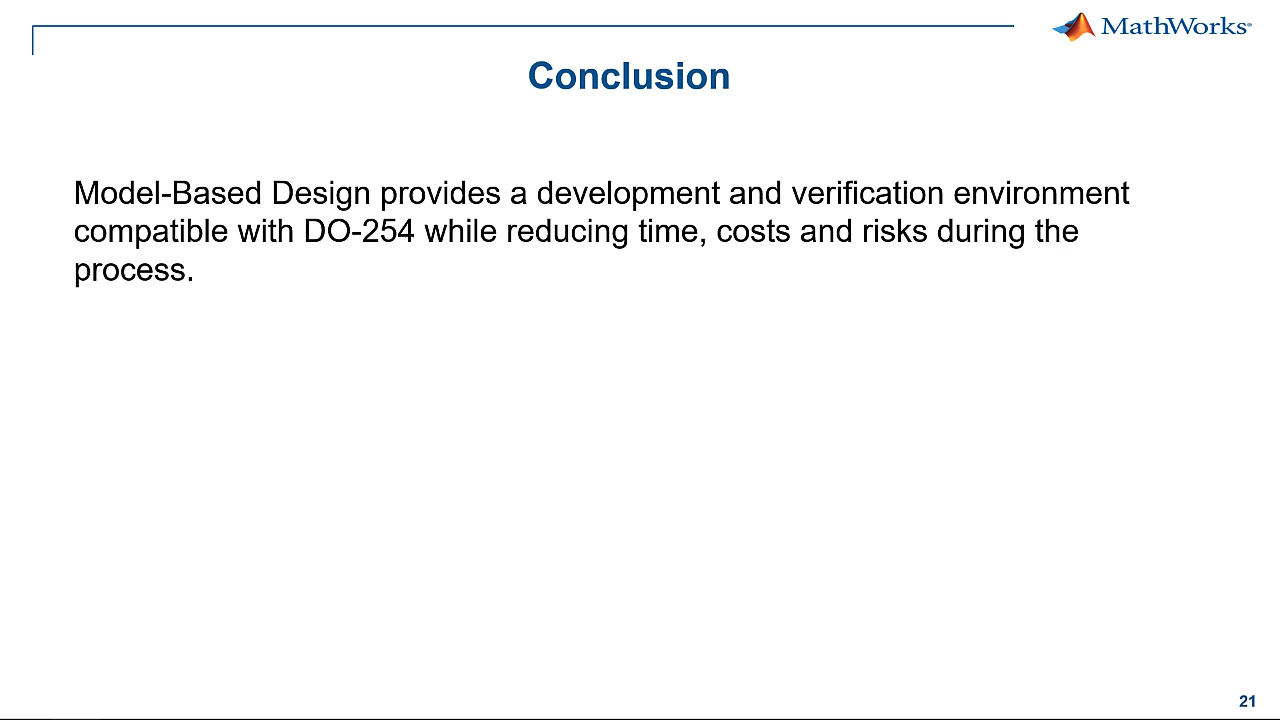 MathWorks®
Conclusion
Model-Based Design provides a development and verification environment
compatible with DO-254 while reducing time, costs and risks during the
process.
21